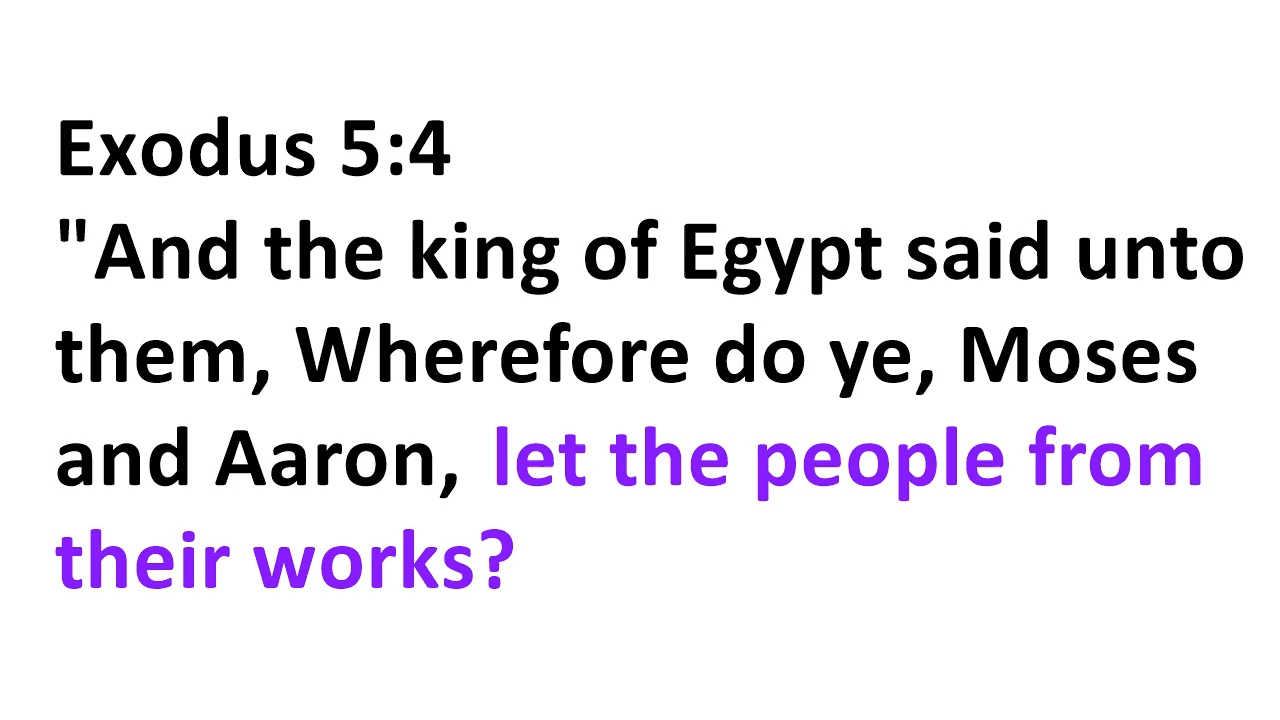 Exodus 5:4
"And the king of Egypt said unto
them, Wherefore do ye, Moses
and Aaron, let the people from
their works?